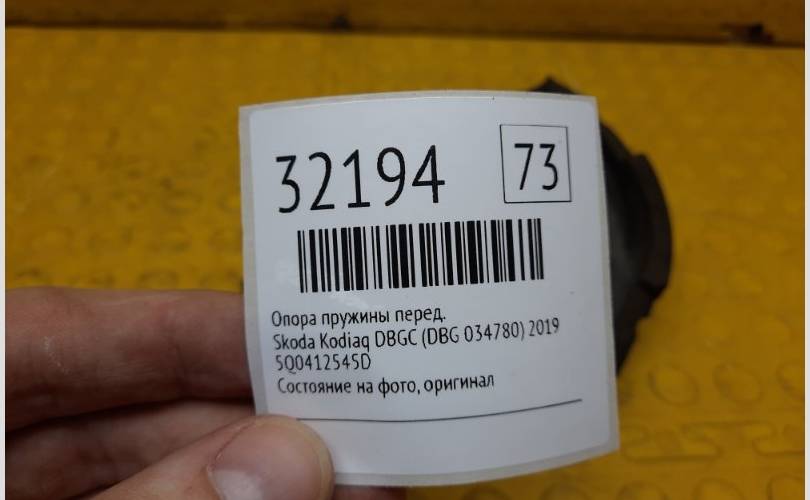 32194
73
Опора пружины перед.
Skoda Kodiaq DBGC (DBG 034780) 2019
5Q0412545D
Состояние на фото, оригинал